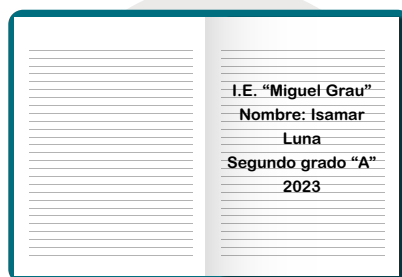 I.E. “Miguel Grau”
Nombre: Isamar
Luna
Segundo grado “A”
2023